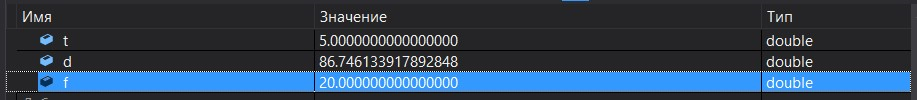 Имя Значение Тип
t 5.0000000000000000 double
d 86.746133917892848 double
f 20.000000000000000 double